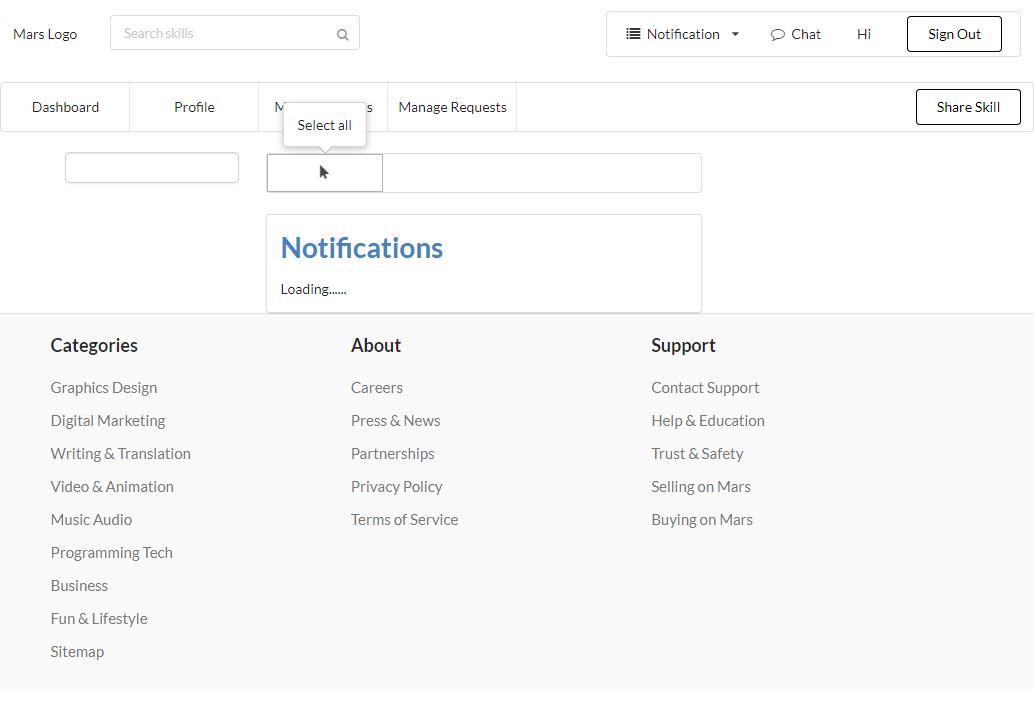 Mars Logo
Search skills
Notification
Chat
Hi
Sign Out
Dashboard
Profile
Manage Requests
Share Skill
Select all
Notifications
Loading......
Categories
Graphics Design
Digital Marketing
Writing & Translation
Video & Animation
Music Audio
Programming Tech
Business
Fun & Lifestyle
Sitemap
About
Careers
Press & News
Partnerships
Privacy Policy
Terms of Service
Support
Contact Support
Help & Education
Trust & Safety
Selling on Mars
Buying on Mars